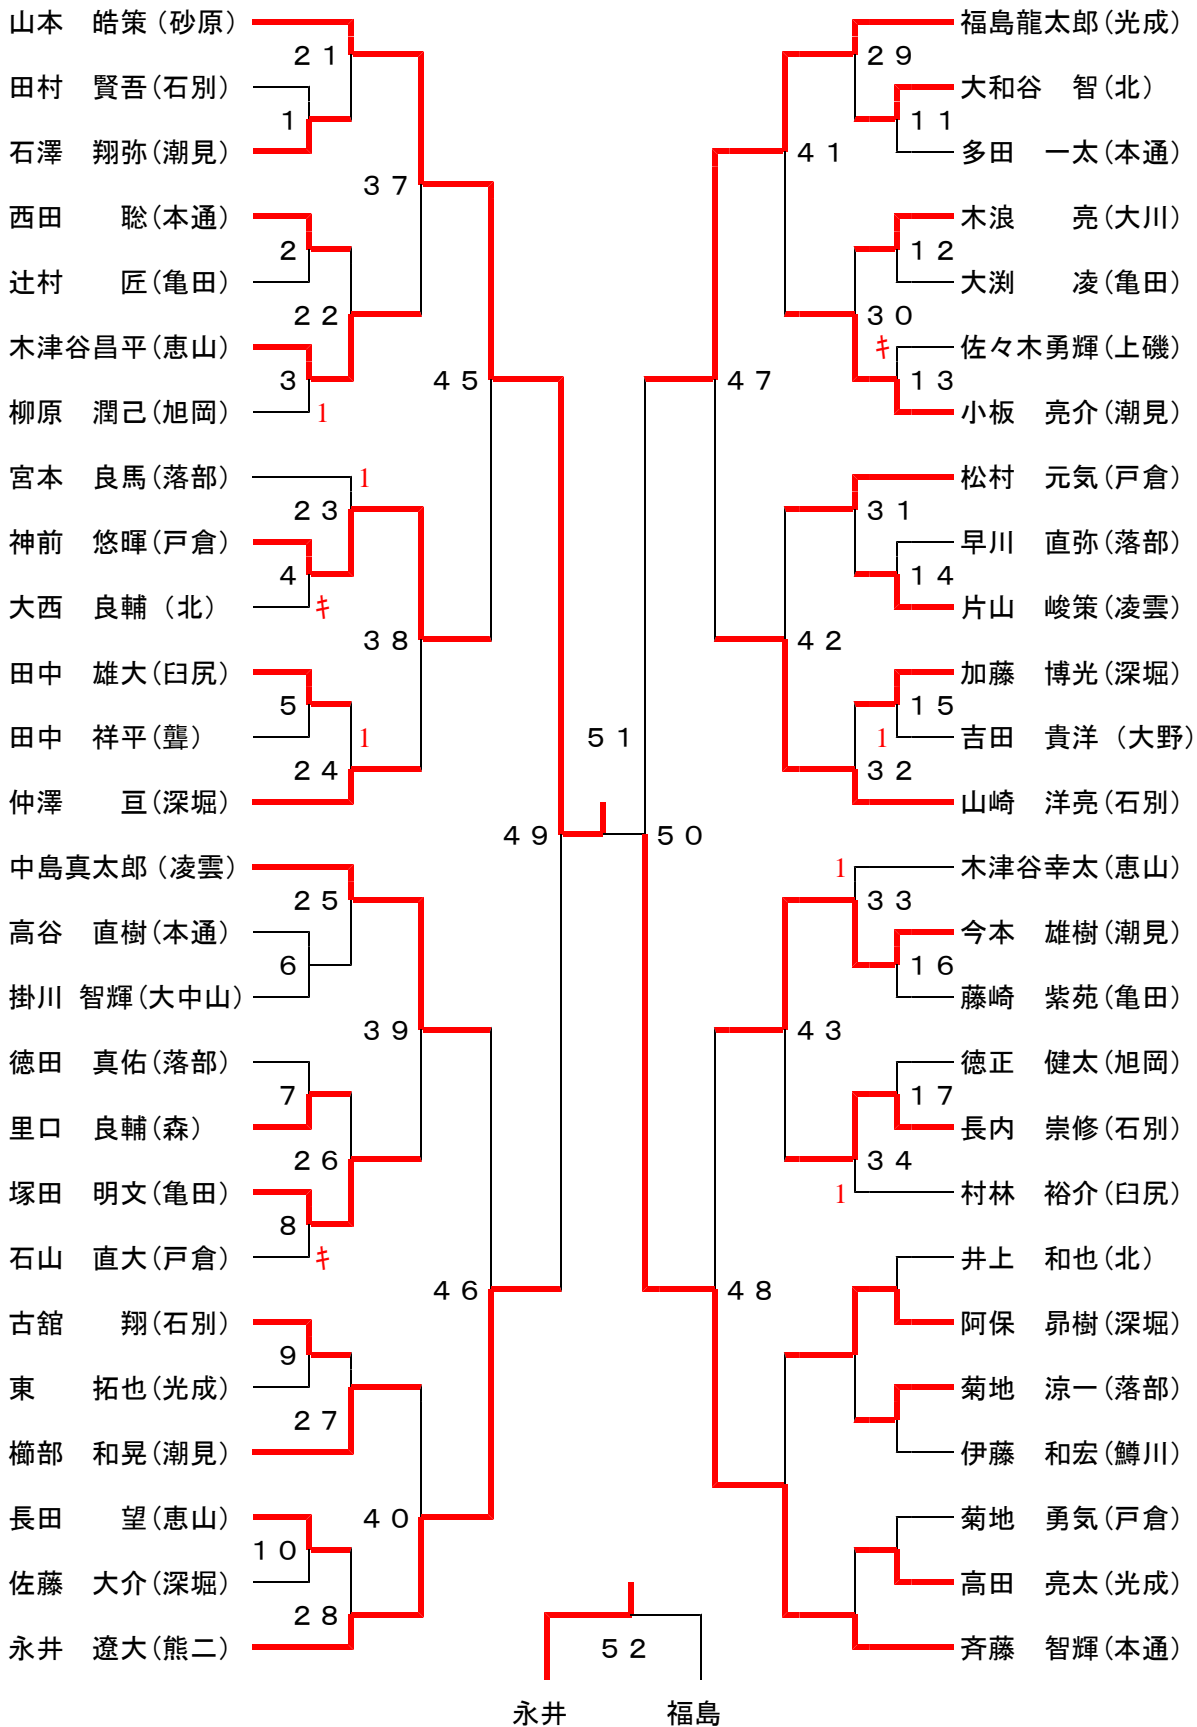 山本　皓策(砂原)
21
田村　賢吾(石別)
1
石澤　翔弥(潮見)
37
西田　　聡(本通)
2
辻村　　匠(亀田)
22
木津谷昌平(恵山)
3
45
柳原　潤己(旭岡)
1
宮本　良馬(落部)
1
23
神前　悠暉(戸倉)
4
大西　良輔（北）
キ
38
田中　雄大(臼尻)
5
田中　祥平(聾)
1
24
仲澤　　亘(深堀)
49
中島真太郎(凌雲)
25
高谷　直樹(本通)
6
掛川 智輝(大中山)
39
徳田　真佑(落部)
7
里口　良輔(森)
26
塚田　明文(亀田)
8
石山　直大(戸倉)
キ
46
古舘　　翔(石別)
9
東　　拓也(光成)
27
櫛部　和晃(潮見)
長田　　望(恵山)
40
10
佐藤　大介(深堀)
28
永井　遼大(熊二)
51
52
永井
福島
福島龍太郎(光成)
29
大和谷　智(北)
11
多田　一太(本通)
41
木浪　　亮(大川)
12
大渕　　凌(亀田)
30
キ
佐々木勇輝(上磯)
13
47
小板　亮介(潮見)
松村　元気(戸倉)
31
早川　直弥(落部)
14
片山　峻策(凌雲)
42
加藤　博光(深堀)
15
1
吉田　貴洋（大野)
32
山崎　洋亮(石別)
50
1
木津谷幸太(恵山)
33
今本　雄樹(潮見)
16
藤崎　紫苑(亀田)
43
徳正　健太(旭岡)
17
長内　崇修(石別)
34
1
村林　裕介(臼尻)
井上　和也(北)
48
阿保　昴樹(深堀)
菊地　涼一(落部)
伊藤　和宏(鱒川)
菊地　勇気(戸倉)
高田　亮太(光成)
斉藤　智輝(本通)